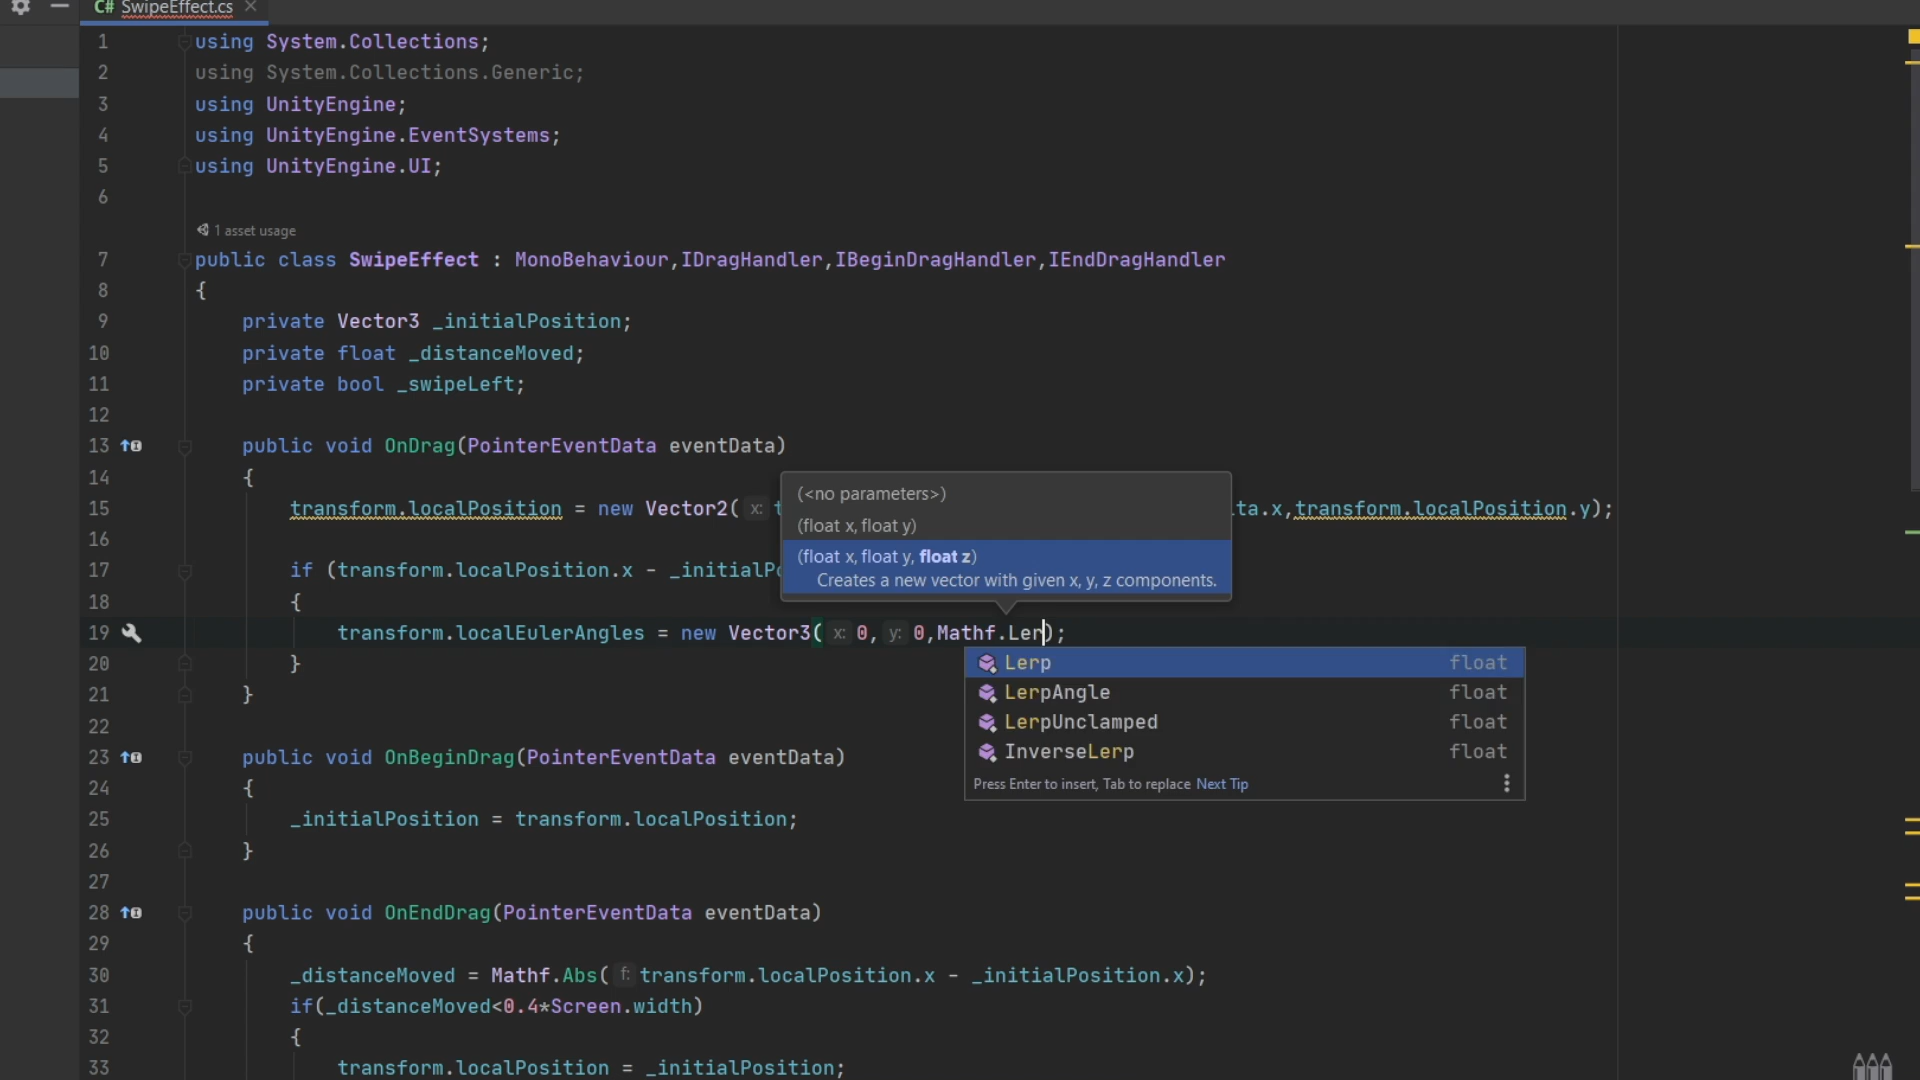 C# SwipeEffect.cs ×
1 using System.Collections;
2 using System.Collections.Generic;
3 using UnityEngine;
4 using UnityEngine.EventSystems;
5 using UnityEngine.UI;
6
1 asset usage
7 public class SwipeEffect : MonoBehaviour,IDragHandler,IBeginDragHandler,IEndDragHandler
8 {
9 private Vector3 _initialPosition;
10 private float _distanceMoved;
11 private bool _swipeLeft;
12
13 public void OnDrag(PointerEventData eventData)
14 {
(<no parameters>)
15 transform.localPosition = new Vector2( x: t ta.x,transform.localPosition.y);
(float x, float y)
16
(float x, float y, float z)
17 if (transform.localPosition.x - _initialP
Creates a new vector with given x, y, z components.
18 {
19 transform.localEulerAngles = new Vector3( x: 0, y: 0,Mathf.Ler);
20 }
Lerp float
21 }
LerpAngle float
22
LerpUnclamped float
23 public void OnBeginDrag(PointerEventData eventData)
InverseLerp float
24 {
Press Enter to insert, Tab to replace Next Tip
25 _initialPosition = transform.localPosition;
26 }
27
28 public void OnEndDrag(PointerEventData eventData)
29 {
30 _distanceMoved = Mathf.Abs( f: transform.localPosition.x - _initialPosition.x);
31 if(_distanceMoved<0.4*Screen.width)
32 {
33 transform.localPosition = _initialPosition;